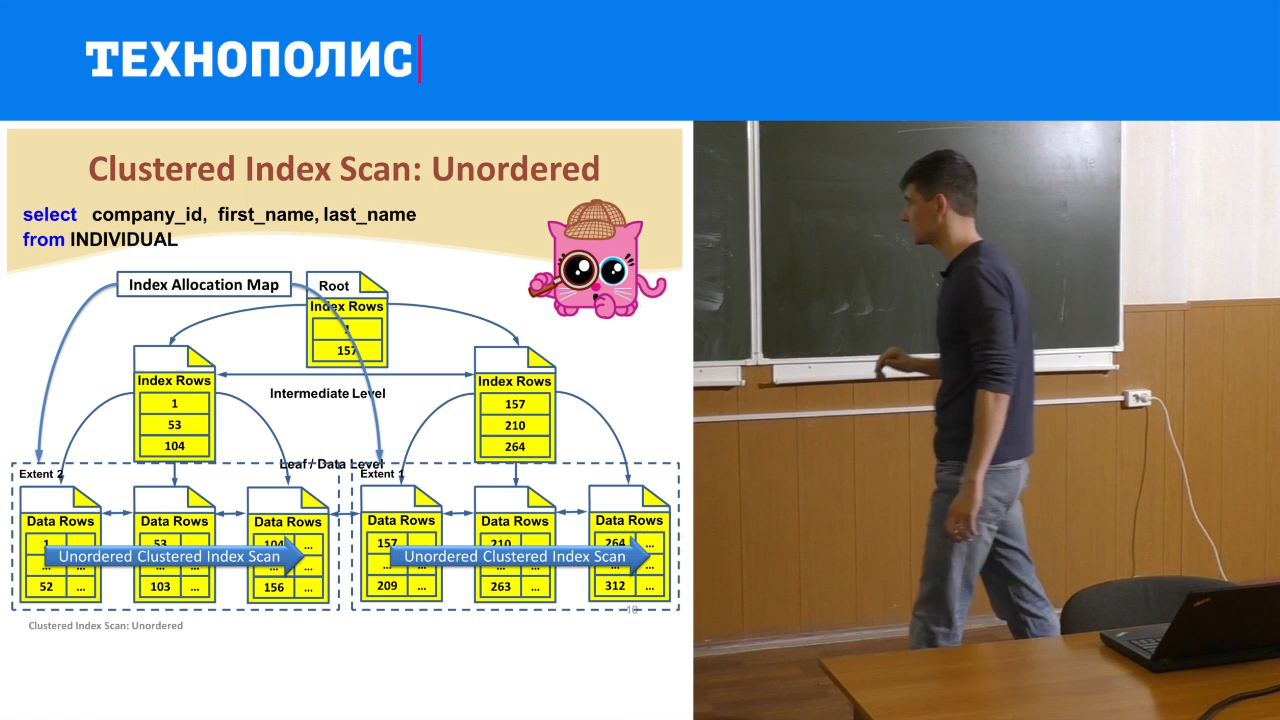 ТЕХНОПОЛИС
Clustered Index Scan: Unordered
select company_id, first_name, last_name
from INDIVIDUAL
Index Allocation Map
Root
Index Rows
1
157
Index Rows
1
53
104
Intermediate Level
Index Rows
157
210
264
Leaf / Data Level
Extent 2
Extent 1
Data Rows
1 ...
... ...
52 ...
Data Rows
53 ...
... ...
103 ...
Data Rows
104 ...
... ...
156 ...
Data Rows
157 ...
... ...
209 ...
Data Rows
210 ...
... ...
263 ...
Data Rows
264 ...
... ...
312 ...
Unordered Clustered Index Scan
Unordered Clustered Index Scan
10
Clustered Index Scan: Unordered